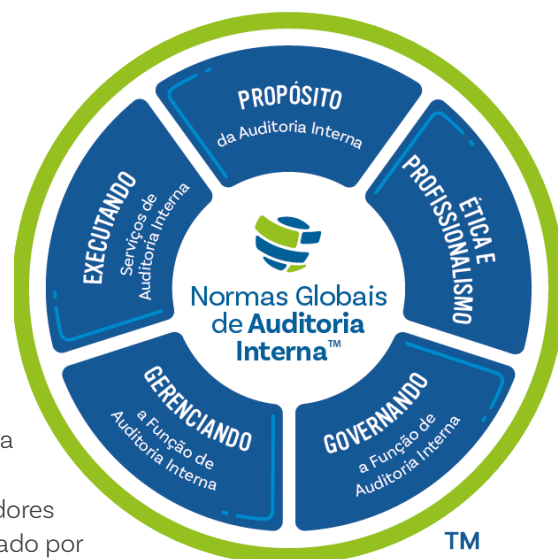 PROPÓSITO
da Auditoria Interna
ÉTICA E
PROFISSIONALISMO
GOVERNANDO
a Função de
Auditoria Interna
GERENCIANDO
a Função de
Auditoria Interna
EXECUTANDO
Serviços de
Auditoria Interna
Normas Globais
de Auditoria
Interna™
a
dores
ado por
TM